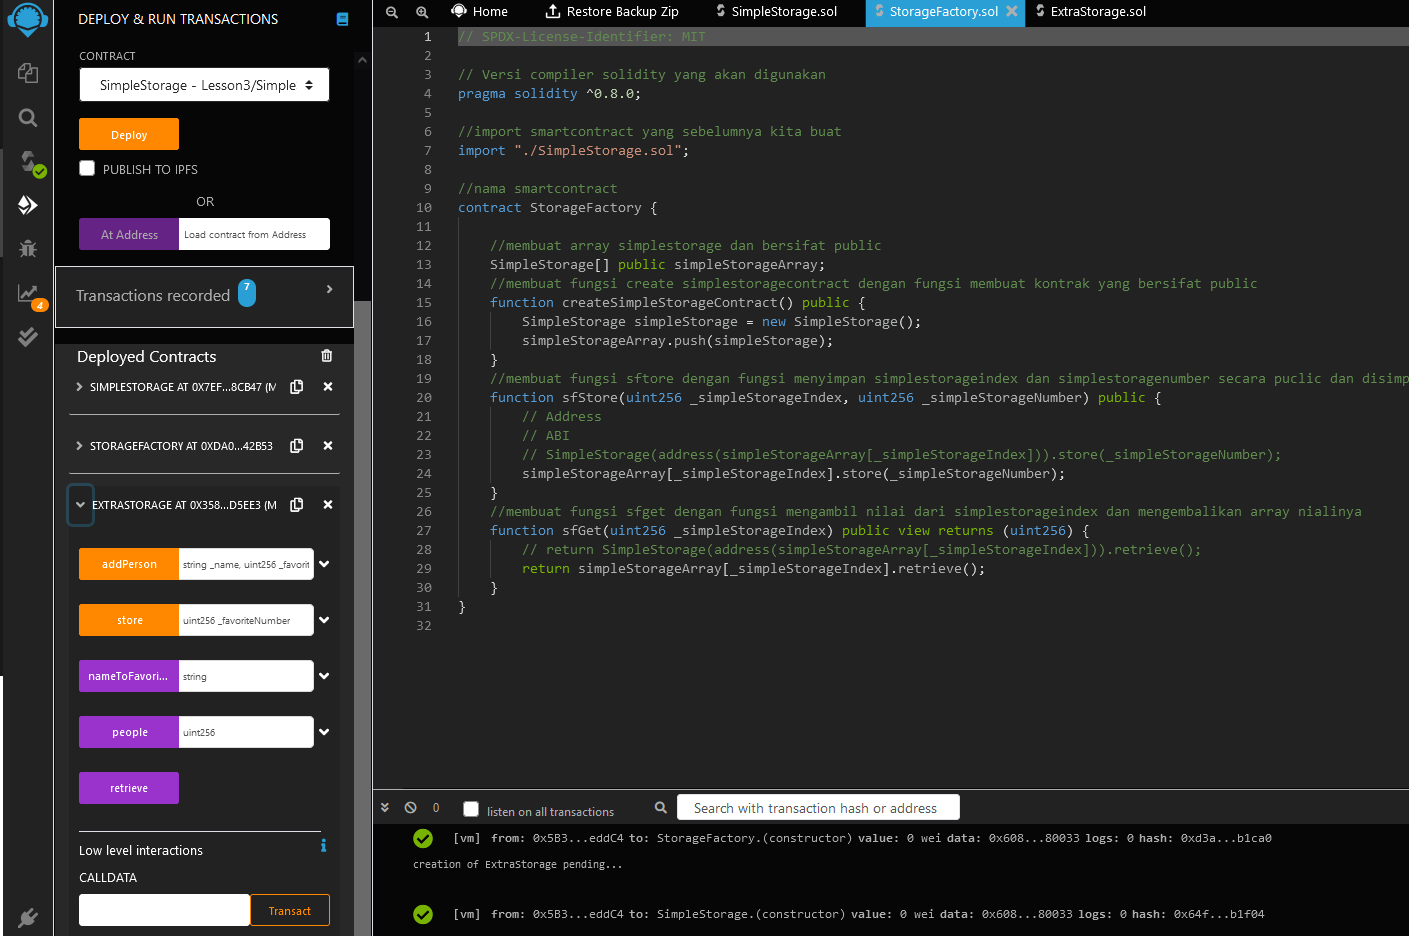 DEPLOY & RUN TRANSACTIONS
CONTRACT
SimpleStorage - Lesson3/Simple
Deploy
PUBLISH TO IPFS
OR
At Address
Load contract from Address
Transactions recorded 7
4
Deployed Contracts
SIMPLESTORAGE AT 0X7EF...8CB47 (M
STORAGEFACTORY AT 0XDA0...42B53
EXTRASTORAGE AT 0X358...D5EE3 (M
addPerson
string _name, uint256 _favorit
store
uint256 _favoriteNumber
nameToFavori...
string
people
uint256
retrieve
Low level interactions
CALLDATA
Transact
Home
Restore Backup Zip
SimpleStorage.sol
StorageFactory.sol
ExtraStorage.sol
1 // SPDX-License-Identifier: MIT
2
3 // Versi compiler solidity yang akan digunakan
4 pragma solidity ^0.8.0;
5
6 //import smartcontract yang sebelumnya kita buat
7 import "./SimpleStorage.sol";
8
9 //nama smartcontract
10 contract StorageFactory {
11
12 //membuat array simplestorage dan bersifat public
13 SimpleStorage[] public simpleStorageArray;
14 //membuat fungsi create simplestoragecontract dengan fungsi membuat kontrak yang bersifat public
15 function createSimpleStorageContract() public {
16 SimpleStorage simpleStorage = new SimpleStorage();
17 simpleStorageArray.push(simpleStorage);
18 }
19 //membuat fungsi sftore dengan fungsi menyimpan simplestorageindex dan simplestoragenumber secara puclic dan disimp
20 function sfStore(uint256 _simpleStorageIndex, uint256 _simpleStorageNumber) public {
21 // Address
22 // ABI
23 // SimpleStorage(address(simpleStorageArray[_simpleStorageIndex])).store(_simpleStorageNumber);
24 simpleStorageArray[_simpleStorageIndex].store(_simpleStorageNumber);
25 }
26 //membuat fungsi sfget dengan fungsi mengambil nilai dari simplestorageindex dan mengembalikan array nialinya
27 function sfGet(uint256 _simpleStorageIndex) public view returns (uint256) {
28 // return SimpleStorage(address(simpleStorageArray[_simpleStorageIndex])).retrieve();
29 return simpleStorageArray[_simpleStorageIndex].retrieve();
30 }
31 }
32
0
listen on all transactions
Search with transaction hash or address
[vm] from: 0x5B3...eddC4 to: StorageFactory.(constructor) value: 0 wei data: 0x608...80033 logs: 0 hash: 0xd3a...b1ca0
creation of ExtraStorage pending...
[vm] from: 0x5B3...eddC4 to: SimpleStorage.(constructor) value: 0 wei data: 0x608...80033 logs: 0 hash: 0x64f...b1f04